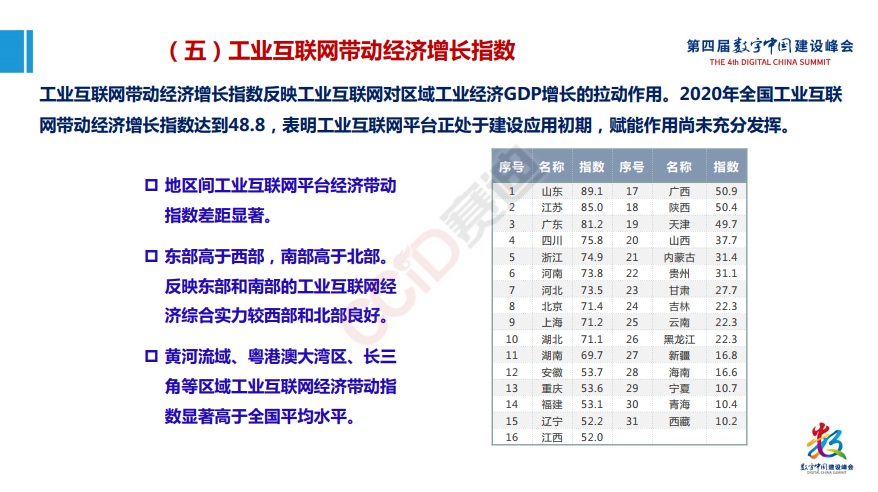 （五）工业互联网带动经济增长指数
第四届数字中国建设峰会
THE 4th DIGITAL CHINA SUMMIT
工业互联网带动经济增长指数反映工业互联网对区域工业经济GDP增长的拉动作用。2020年全国工业互联
网带动经济增长指数达到48.8，表明工业互联网平台正处于建设应用初期，赋能作用尚未充分发挥。
地区间工业互联网平台经济带动
指数差距显著。
东部高于西部，南部高于北部。
反映东部和南部的工业互联网经
济综合实力较西部和北部良好。
黄河流域、粤港澳大湾区、长三
角等区域工业互联网经济带动指
数显著高于全国平均水平。
序号 名称 指数 序号 名称 指数
1 山东 89.1 17 广西 50.9
2 江苏 85.0 18 陕西 50.4
3 广东 81.2 19 天津 49.7
4 四川 75.8 20 山西 37.7
5 浙江 74.9 21 内蒙古 31.4
6 河南 73.8 22 贵州 31.1
7 河北 73.5 23 甘肃 27.7
8 北京 71.4 24 吉林 22.3
9 上海 71.2 25 云南 22.3
10 湖北 71.1 26 黑龙江 22.3
11 湖南 69.7 27 新疆 16.8
12 安徽 53.7 28 海南 16.6
13 重庆 53.6 29 宁夏 10.7
14 福建 53.1 30 青海 10.4
15 辽宁 52.2 31 西藏 10.2
16 江西 52.0
CCID赛迪
数字中国建设峰会
DIGITAL CHINA SUMMIT